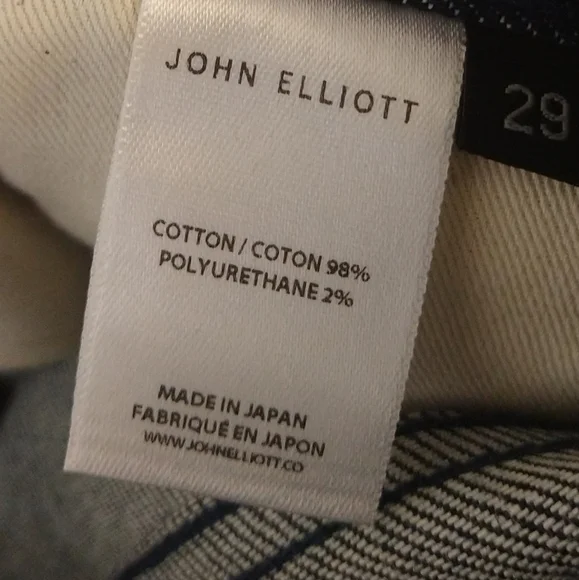 JOHN ELLIOTT
29
COTTON / COTON 98%
POLYURETHANE 2%
MADE IN JAPAN
FABRIQUÉ EN JAPON
WWW.JOHNELLIOTT.CO